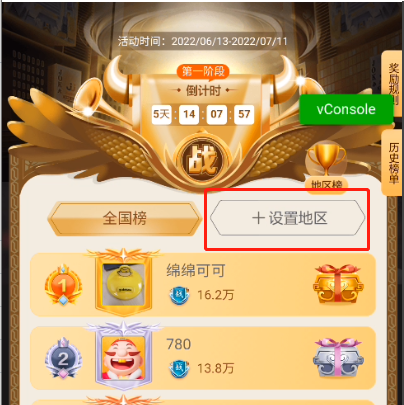 活动时间：2022/06/13-2022/07/11
第一阶段
倒计时
5天 : 14 : 07 : 57
vConsole
奖励规则
战
历史榜单
地区榜
全国榜
+ 设置地区
1
绵绵可可
战 16.2万
2
780
战 13.8万